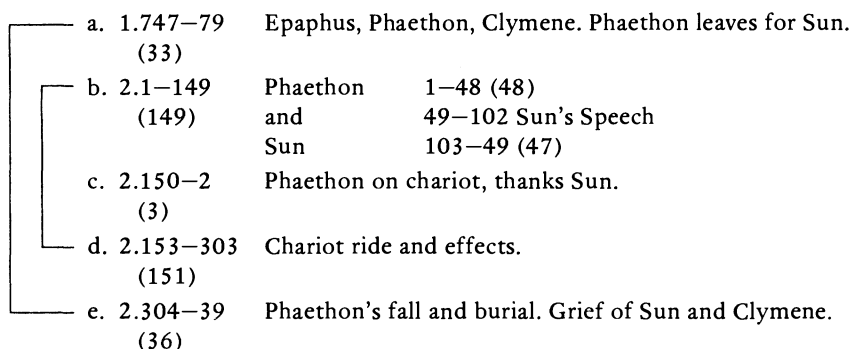 a. 1.747–79 Epaphus, Phaethon, Clymene. Phaethon leaves for Sun.
(33)
b. 2.1–149 Phaethon 1–48 (48)
(149) and 49–102 Sun's Speech
Sun 103–49 (47)
c. 2.150–2 Phaethon on chariot, thanks Sun.
(3)
d. 2.153–303 Chariot ride and effects.
(151)
e. 2.304–39 Phaethon's fall and burial. Grief of Sun and Clymene.
(36)